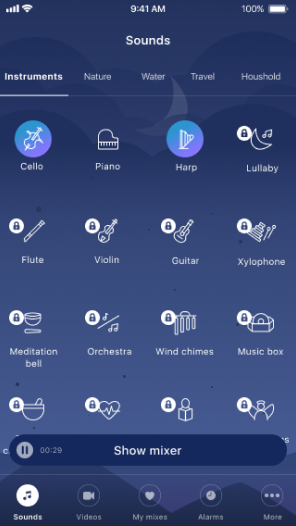 9:41 AM
100%
Sounds
Instruments Nature Water Travel Houshold
Cello Piano Harp Lullaby
Flute Violin Guitar Xylophone
Meditation bell Orchestra Wind chimes Music box
00:29 Show mixer
Sounds Videos My mixes Alarms More